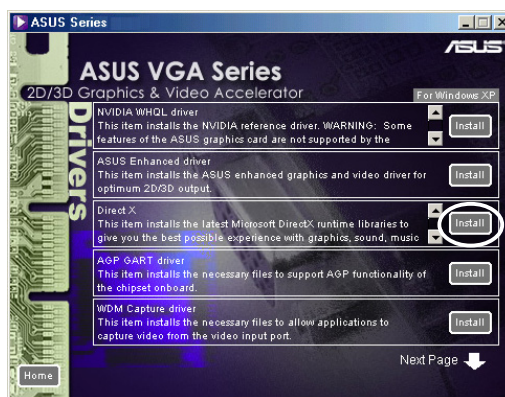 ASUS Series
ASUS
ASUS VGA Series
2D/3D Graphics & Video Accelerator
For Windows XP
Drivers
NVIDIA WHQL driver
This item installs the NVIDIA reference driver. WARNING: Some
features of the ASUS graphics card are not supported by the
Install
ASUS Enhanced driver
This item installs the ASUS enhanced graphics and video driver for
optimum 2D/3D output.
Install
Direct X
This item installs the latest Microsoft DirectX runtime libraries to
give you the best possible experience with graphics, sound, music
Install
AGP GART driver
This item installs the necessary files to support AGP functionality of
the chipset onboard.
Install
WDM Capture driver
This item installs the necessary files to allow applications to
capture video from the video input port.
Install
Next Page
Home